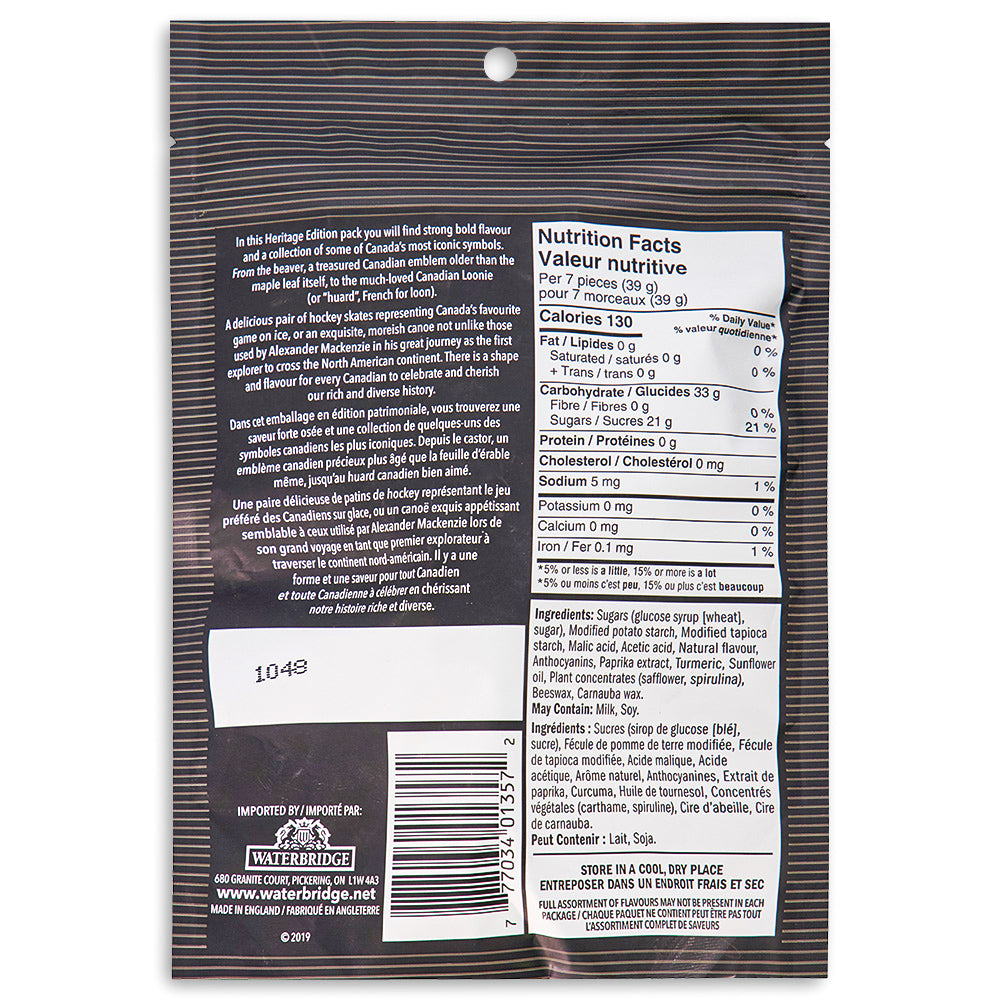 In this Heritage Edition pack you will find strong bold flavour
and a collection of some of Canada's most iconic symbols.
From the beaver, a treasured Canadian emblem older than the
maple leaf itself, to the much-loved Canadian Loonie
(or "huard", French for loon).
A delicious pair of hockey skates representing Canada's favourite
game on ice, or an exquisite, moreish canoe not unlike those
used by Alexander Mackenzie in his great journey as the first
explorer to cross the North American continent. There is a shape
and flavour for every Canadian to celebrate and cherish
our rich and diverse history.
Dans cet emballage en édition patrimoniale, vous trouverez une
saveur forte osée et une collection de quelques-uns des
symboles canadiens les plus iconiques. Depuis le castor, un
emblème canadien précieux plus âgé que la feuille d'érable
même, jusqu'au huard canadien bien aimé.
Une paire délicieuse de patins de hockey représentant le jeu
préféré des Canadiens sur glace, ou un canoë exquis appétissant
semblable à ceux utilisé par Alexander Mackenzie lors de
son grand voyage en tant que premier explorateur à
traverser le continent nord-américain. Il y a une
forme et une saveur pour tout Canadien
et toute Canadienne à célébrer en chérissant
notre histoire riche et diverse.
1048
IMPORTED BY / IMPORTÉ PAR:
WATERBRIDGE
680 GRANITE COURT, PICKERING, ON L1W 4A3
www.waterbridge.net
MADE IN ENGLAND / FABRIQUÉ EN ANGLETERRE
© 2019
7 77034 01357 2
Nutrition Facts
Valeur nutritive
Per 7 pieces (39 g)
pour 7 morceaux (39 g)
Calories 130
% Daily Value*
% valeur quotidienne*
Fat / Lipides 0 g 0 %
Saturated / saturés 0 g
+ Trans / trans 0 g 0 %
Carbohydrate / Glucides 33 g
Fibre / Fibres 0 g 0 %
Sugars / Sucres 21 g 21 %
Protein / Protéines 0 g
Cholesterol / Cholestérol 0 mg
Sodium 5 mg 1 %
Potassium 0 mg 0 %
Calcium 0 mg 0 %
Iron / Fer 0.1 mg 1 %
*5% or less is a little, 15% or more is a lot
*5% ou moins c'est peu, 15% ou plus c'est beaucoup
Ingredients: Sugars (glucose syrup [wheat],
sugar), Modified potato starch, Modified tapioca
starch, Malic acid, Acetic acid, Natural flavour,
Anthocyanins, Paprika extract, Turmeric, Sunflower
oil, Plant concentrates (safflower, spirulina),
Beeswax, Carnauba wax.
May Contain: Milk, Soy.
Ingrédients : Sucres (sirop de glucose [blé],
sucre), Fécule de pomme de terre modifiée, Fécule
de tapioca modifiée, Acide malique, Acide
acétique, Arôme naturel, Anthocyanines, Extrait de
paprika, Curcuma, Huile de tournesol, Concentrés
végétales (carthame, spiruline), Cire d'abeille, Cire
de carnauba.
Peut Contenir : Lait, Soja.
STORE IN A COOL, DRY PLACE
ENTREPOSER DANS UN ENDROIT FRAIS ET SEC
FULL ASSORTMENT OF FLAVOURS MAY NOT BE PRESENT IN EACH
PACKAGE / CHAQUE PAQUET NE CONTIENT PEUT ÊTRE PAS TOUT
L'ASSORTIMENT COMPLET DE SAVEURS